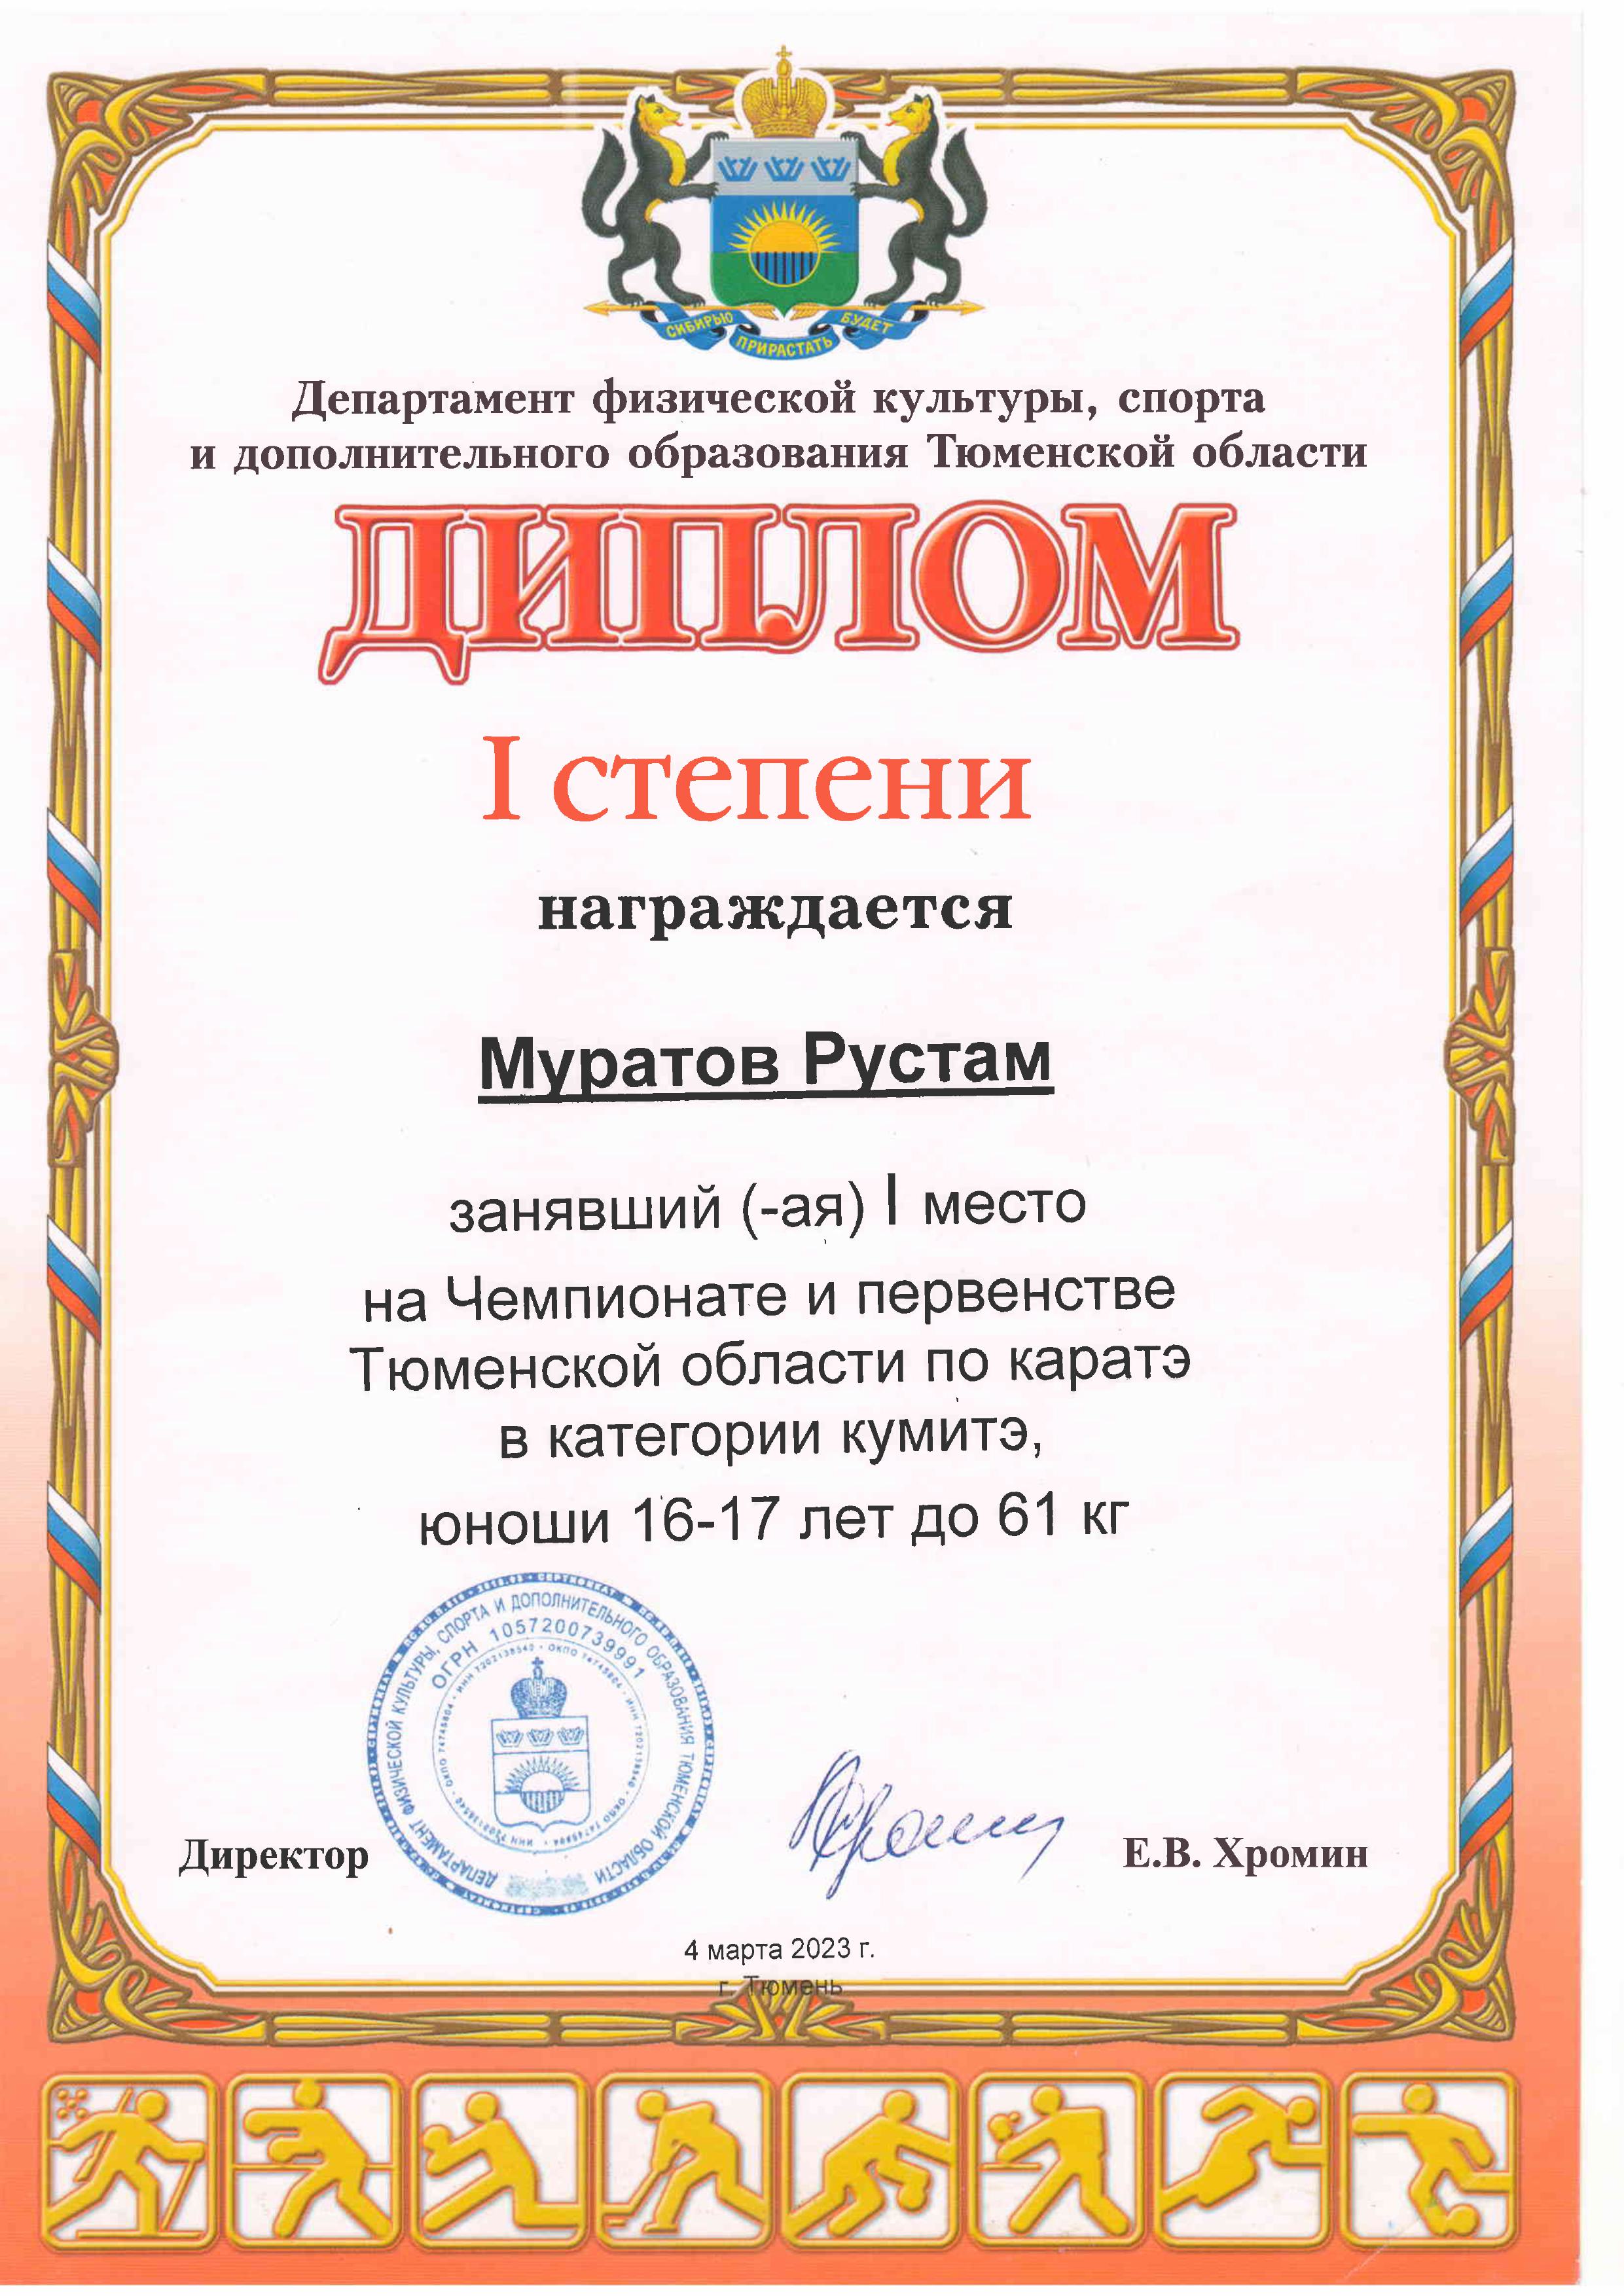 СИБИРЬЮ
ПРИРАСТАТЬ
БУДЕТ
Департамент физической культуры, спорта
и дополнительного образования Тюменской области
ДИПЛОМ
I степени
награждается
Муратов Рустам
занявший (-ая) I место
на Чемпионате и первенстве
Тюменской области по каратэ
в категории кумитэ,
юноши 16-17 лет до 61 кг
ДЕПАРТАМЕНТ ФИЗИЧЕСКОЙ КУЛЬТУРЫ, СПОРТА И ДОПОЛНИТЕЛЬНОГО ОБРАЗОВАНИЯ ТЮМЕНСКОЙ ОБЛАСТИ
ОГРН 1057200739991
Директор
Е.В. Хромин
4 марта 2023 г.
г. Тюмень